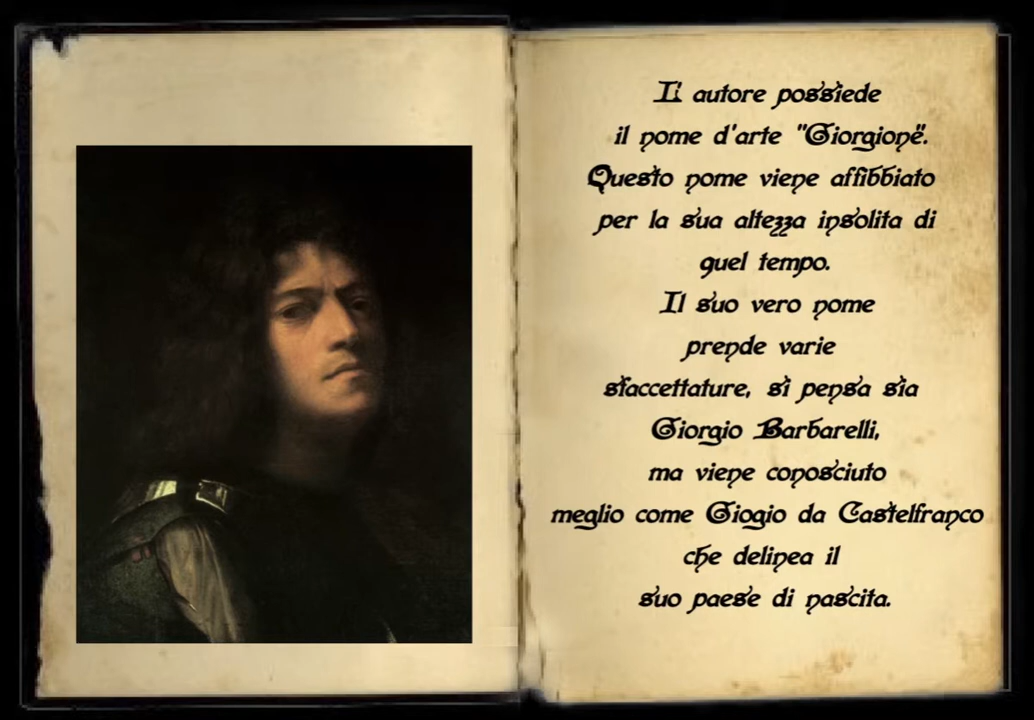 L' autore possiede
il nome d'arte "Giorgione".
Questo nome viene affibbiato
per la sua altezza insolita di
quel tempo.
Il suo vero nome
prende varie
sfaccettature, si pensa sia
Giorgio Barbarelli,
ma viene conosciuto
meglio come Giogio da Castelfranco
che delinea il
suo paese di nascita.